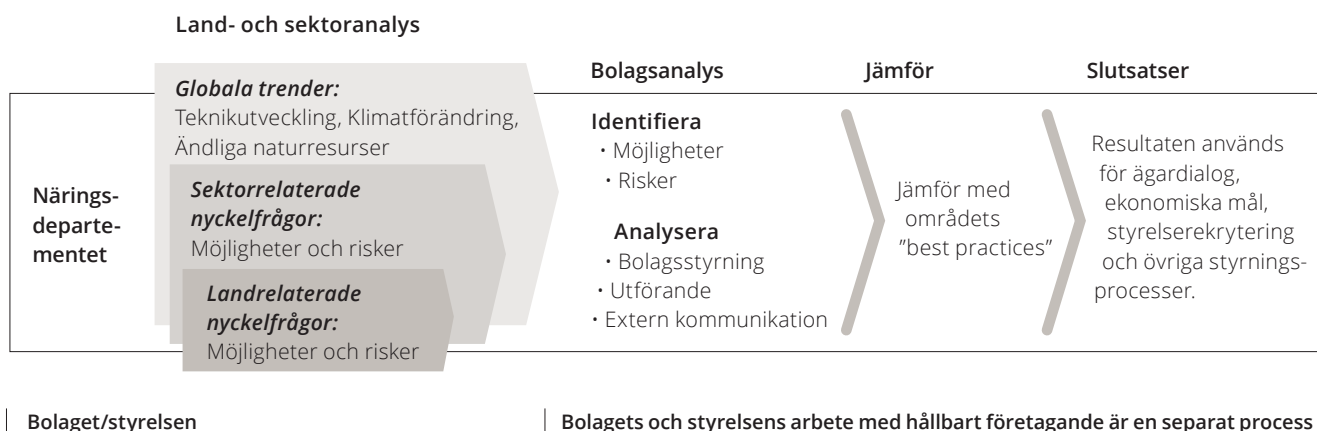 Land- och sektoranalys
Globala trender:
Teknikutveckling, Klimatförändring,
Ändliga naturresurser
Sektorrelaterade
nyckelfrågor:
Möjligheter och risker
Landrelaterade
nyckelfrågor:
Möjligheter och risker
Närings-
departe-
mentet
Bolagsanalys
Identifiera
· Möjligheter
· Risker
Analysera
· Bolagsstyrning
· Utförande
· Extern kommunikation
Jämför
Jämför med
områdets
”best practices”
Slutsatser
Resultaten används
för ägardialog,
ekonomiska mål,
styrelserekrytering
och övriga styrnings-
processer.
Bolaget/styrelsen
Bolagets och styrelsens arbete med hållbart företagande är en separat process